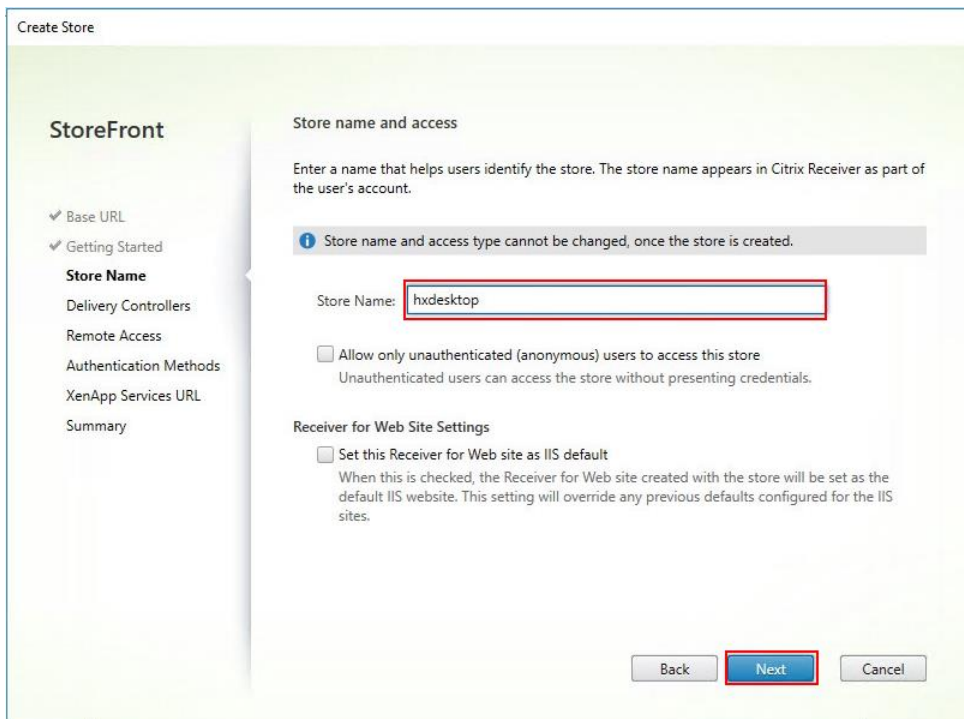 Create Store
StoreFront
Base URL
Getting Started
Store Name
Delivery Controllers
Remote Access
Authentication Methods
XenApp Services URL
Summary
Store name and access
Enter a name that helps users identify the store. The store name appears in Citrix Receiver as part of
the user's account.
Store name and access type cannot be changed, once the store is created.
Store Name: hxdesktop
Allow only unauthenticated (anonymous) users to access this store
Unauthenticated users can access the store without presenting credentials.
Receiver for Web Site Settings
Set this Receiver for Web site as IIS default
When this is checked, the Receiver for Web site created with the store will be set as the
default IIS website. This setting will override any previous defaults configured for the IIS
sites.
Back Next Cancel